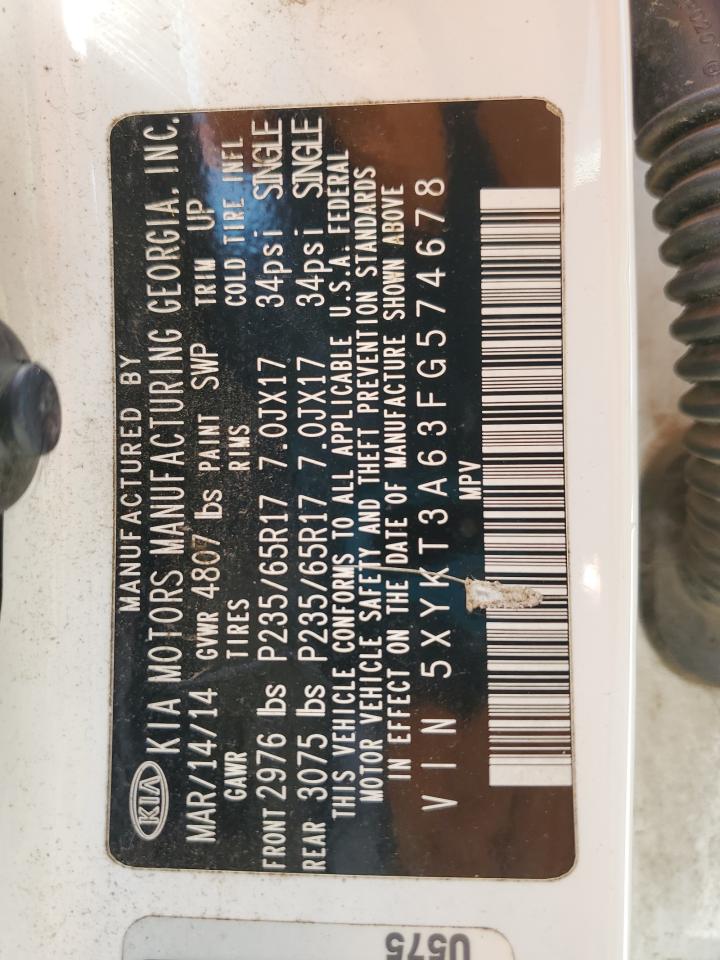 MANUFACTURED BY
KIA KIA MOTORS MANUFACTURING GEORGIA, INC.
MAR/14/14 GVWR 4807 lbs PAINT SWP TRIM UP
GAWR TIRES RIMS COLD TIRE INFL
FRONT 2976 lbs P235/65R17 7.0JX17 34psi SINGLE
REAR 3075 lbs P235/65R17 7.0JX17 34psi SINGLE
THIS VEHICLE CONFORMS TO ALL APPLICABLE U.S.A. FEDERAL
MOTOR VEHICLE SAFETY AND THEFT PREVENTION STANDARDS
IN EFFECT ON THE DATE OF MANUFACTURE SHOWN ABOVE
VIN 5XYKT3A63FG574678
MPV
U575